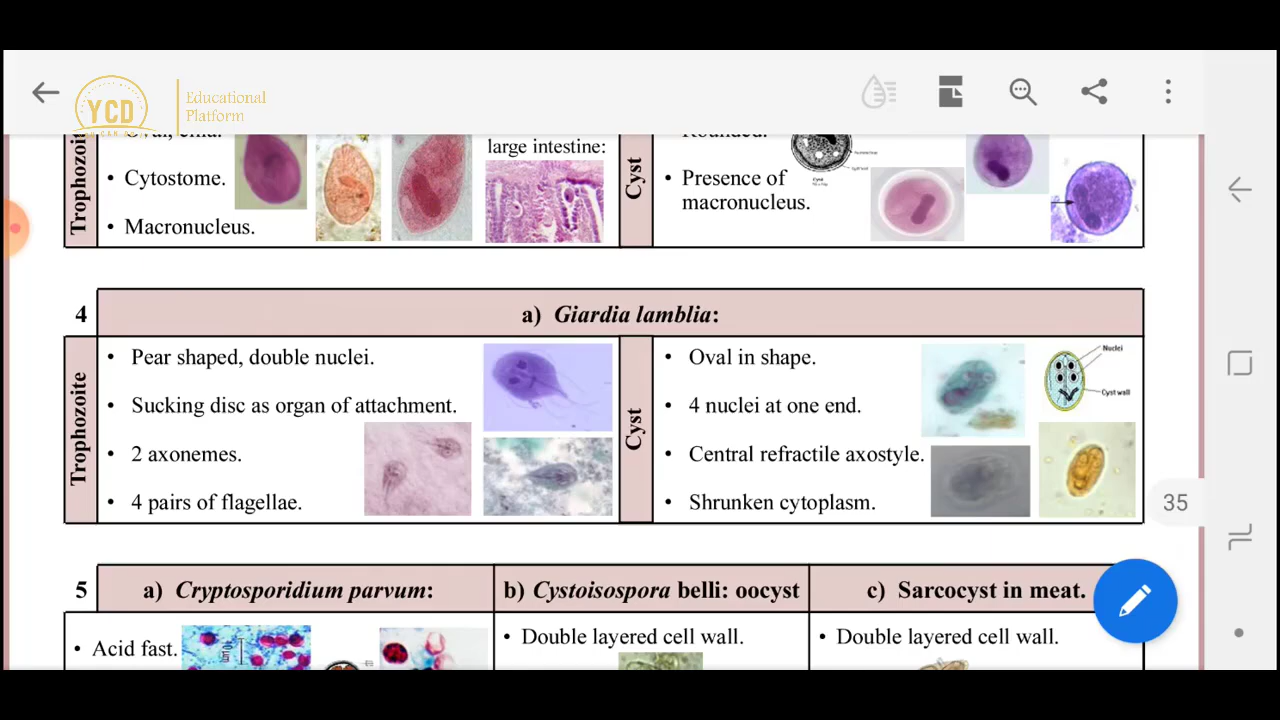 YCD
Educational
Platform
Trophozoite
• Cytostome.
• Macronucleus.
large intestine:
Cyst
Rounded.
• Presence of
macronucleus.
4
a) Giardia lamblia:
Trophozoite
• Pear shaped, double nuclei.
• Sucking disc as organ of attachment.
• 2 axonemes.
• 4 pairs of flagellae.
Cyst
• Oval in shape.
• 4 nuclei at one end.
• Central refractile axostyle.
• Shrunken cytoplasm.
Nuclei
Cyst wall
35
5
a) Cryptosporidium parvum:
b) Cystoisospora belli: oocyst
c) Sarcocyst in meat.
• Acid fast.
• Double layered cell wall.
• Double layered cell wall.